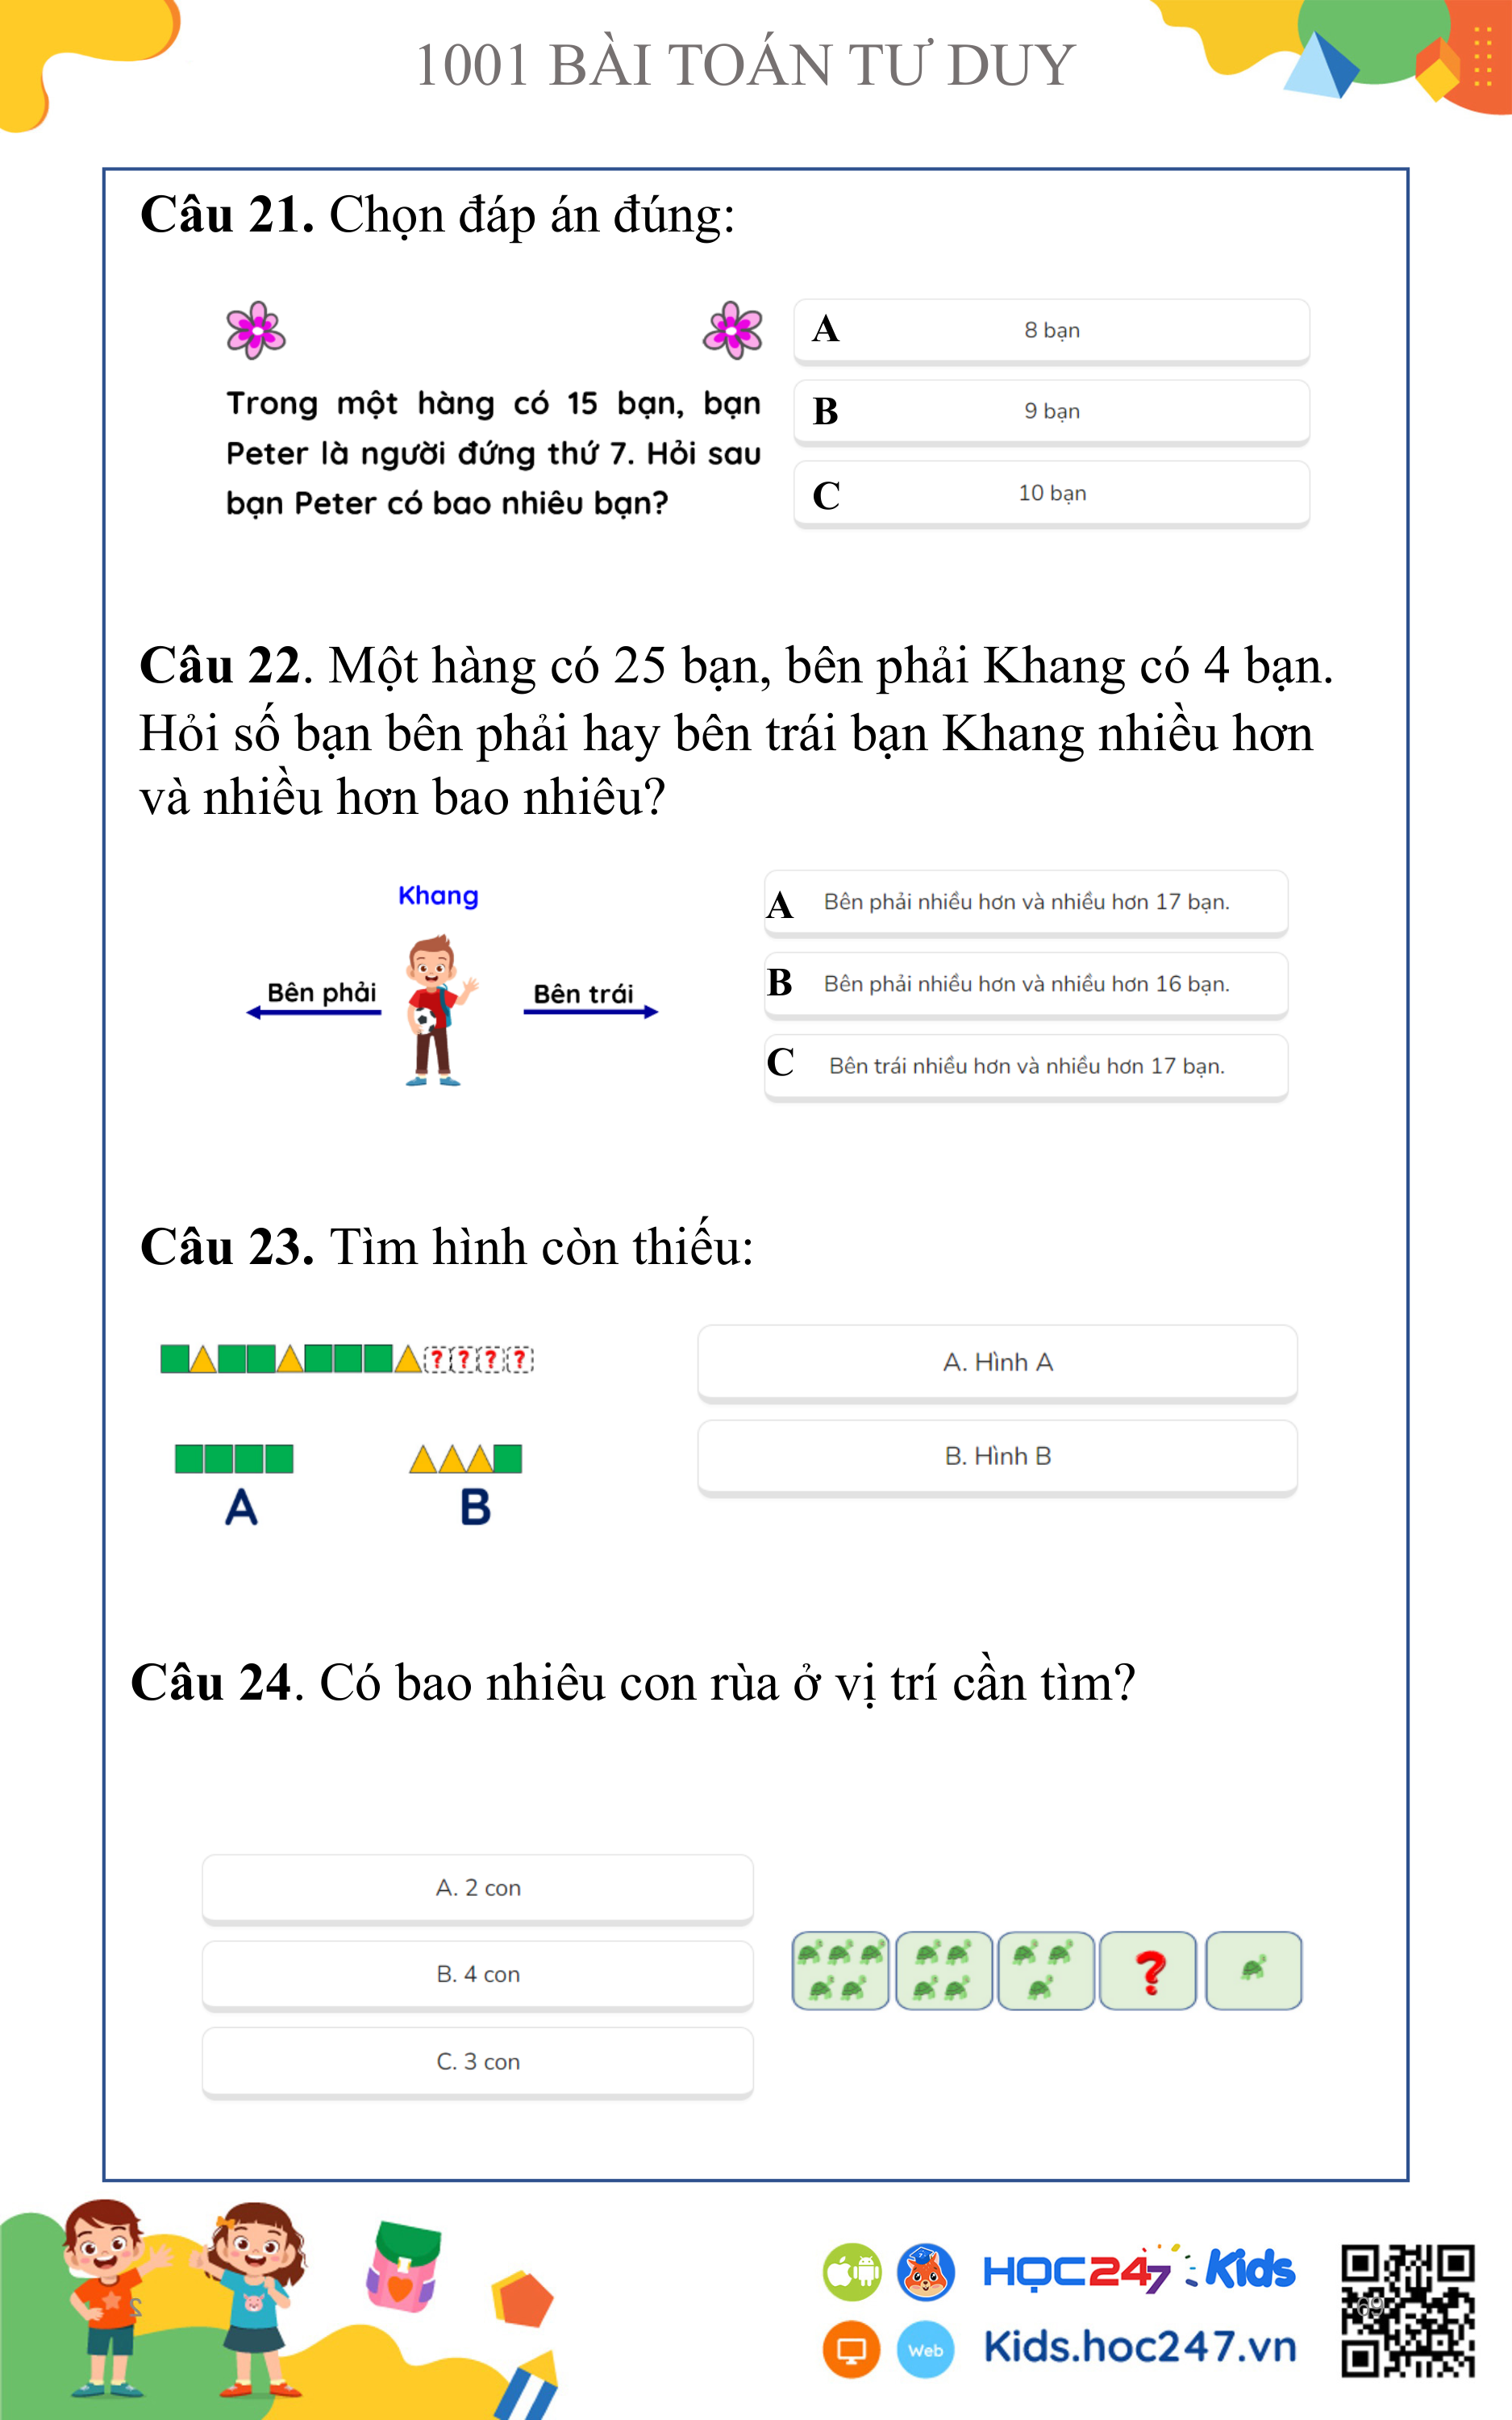 1001 BÀI TOÁN TƯ DUY
Câu 21. Chọn đáp án đúng:
Trong một hàng có 15 bạn, bạn
Peter là người đứng thứ 7. Hỏi sau
bạn Peter có bao nhiêu bạn?
A 8 bạn
B 9 bạn
C 10 bạn
Câu 22. Một hàng có 25 bạn, bên phải Khang có 4 bạn.
Hỏi số bạn bên phải hay bên trái bạn Khang nhiều hơn
và nhiều hơn bao nhiêu?
Khang
Bên phải
Bên trái
A Bên phải nhiều hơn và nhiều hơn 17 bạn.
B Bên phải nhiều hơn và nhiều hơn 16 bạn.
C Bên trái nhiều hơn và nhiều hơn 17 bạn.
Câu 23. Tìm hình còn thiếu:
? ? ? ?
A B
A. Hình A
B. Hình B
Câu 24. Có bao nhiêu con rùa ở vị trí cần tìm?
A. 2 con
B. 4 con
C. 3 con
?
HỌC247 Kids
Web Kids.hoc247.vn
69
2